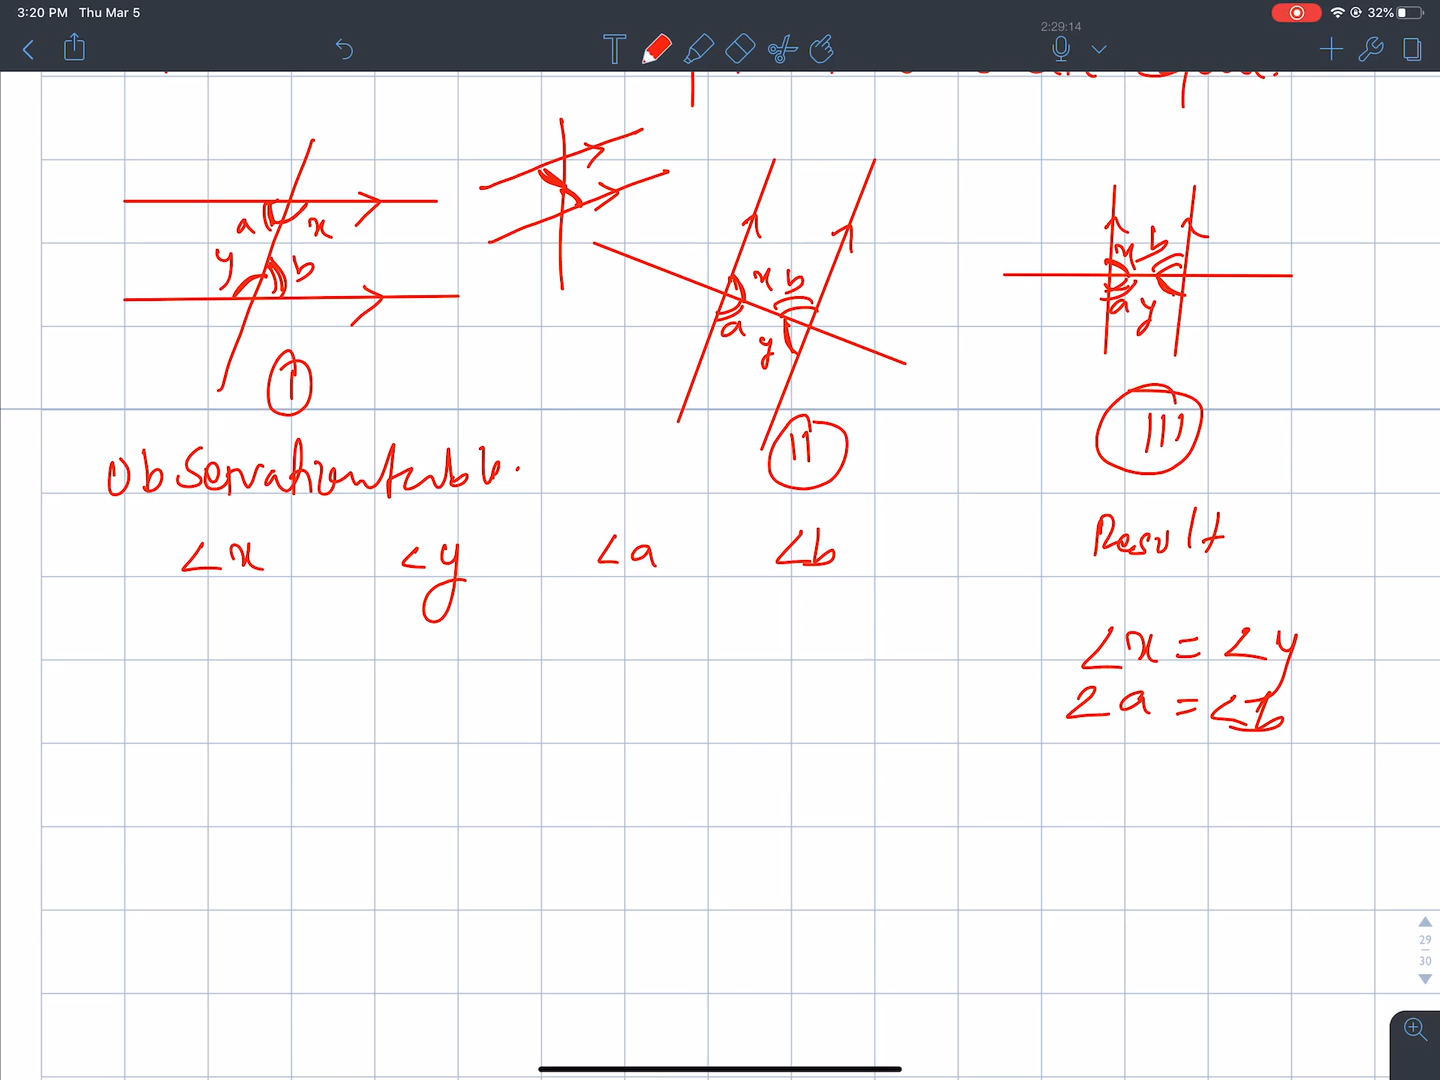 3:20 PM Thu Mar 5
32%
2:29:14
T
a x
y b
x b
a
y
x b
a y
I
II
III
Observation table.
∠x ∠y ∠a ∠b Result
∠x = ∠y
∠a = ∠b
29
30